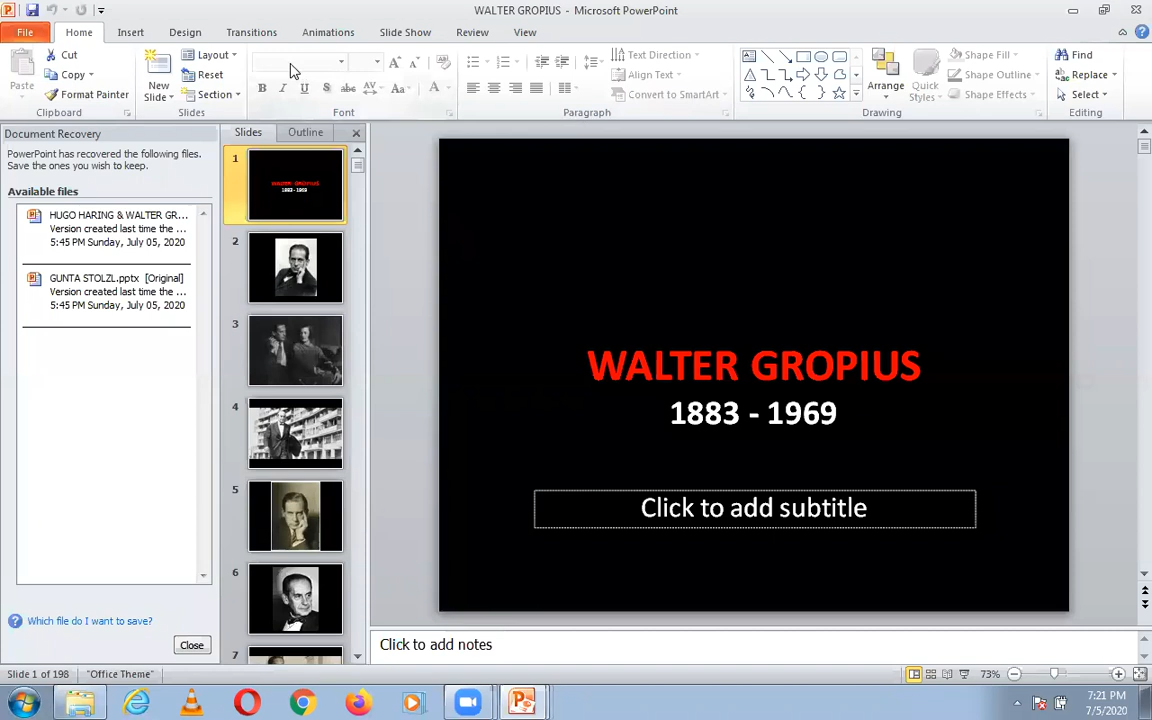 WALTER GROPIUS - Microsoft PowerPoint
File Home Insert Design Transitions Animations Slide Show Review View
Paste
Cut
Copy
Format Painter
Clipboard
New
Slide
Layout
Reset
Section
Slides
B I U S abc AV Aa A
Font
Text Direction
Align Text
Convert to SmartArt
Paragraph
Arrange
Quick
Styles
Shape Fill
Shape Outline
Shape Effects
Drawing
Find
Replace
Select
Editing
Document Recovery
PowerPoint has recovered the following files.
Save the ones you wish to keep.
Available files
HUGO HARING & WALTER GR...
Version created last time the ...
5:45 PM Sunday, July 05, 2020
GUNTA STOLZL.pptx [Original]
Version created last time the ...
5:45 PM Sunday, July 05, 2020
Which file do I want to save?
Close
Slides Outline
1
WALTER GROPIUS
1883-1969
2
3
4
5
6
7
WALTER GROPIUS
1883 - 1969
Click to add subtitle
Click to add notes
Slide 1 of 198 "Office Theme" 73%
7:21 PM
7/5/2020